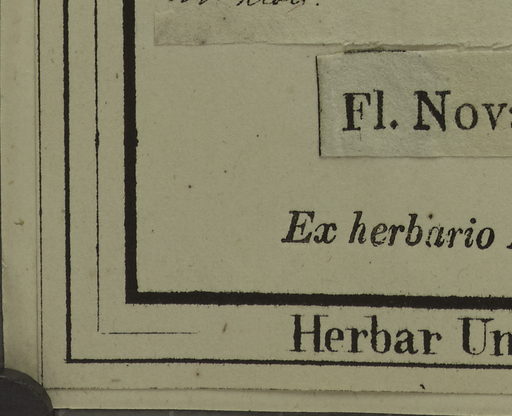 Fl. Nov
Ex herbario
Herbar Un